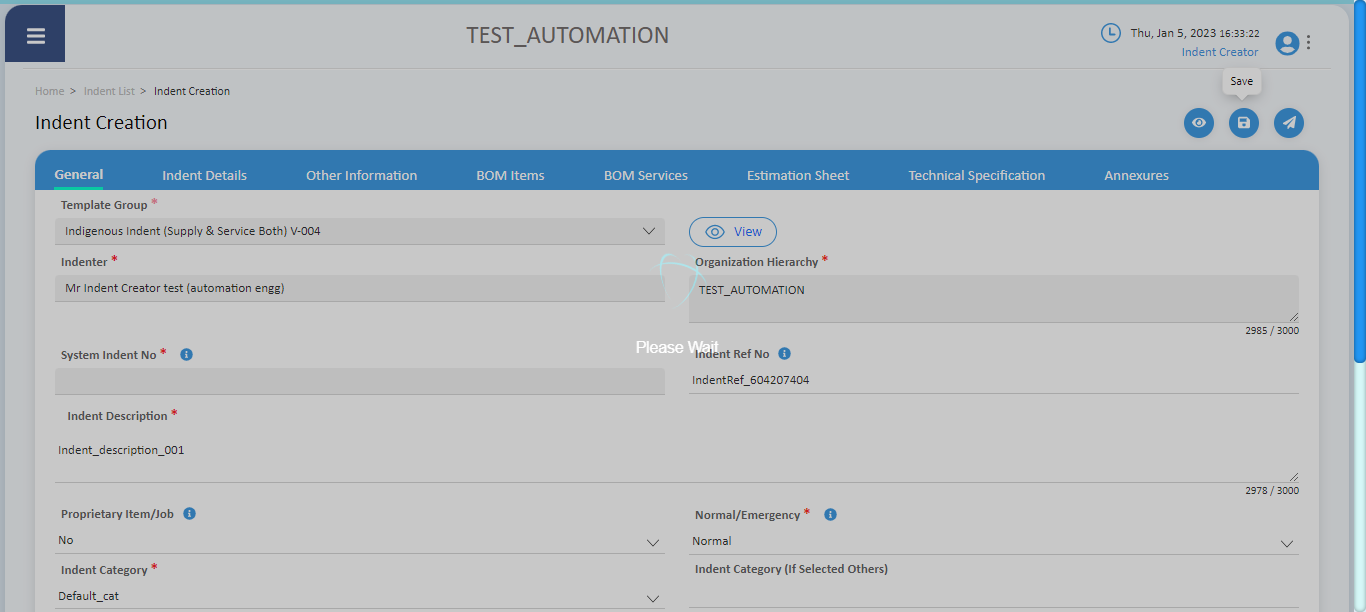 TEST_AUTOMATION
Thu, Jan 5, 2023 16:33:22
Indent Creator
Save
Home > Indent List > Indent Creation
Indent Creation
General Indent Details Other Information BOM Items BOM Services Estimation Sheet Technical Specification Annexures
Template Group *
Indigenous Indent (Supply & Service Both) V-004
View
Indenter *
Organization Hierarchy *
Mr Indent Creator test (automation engg)
TEST_AUTOMATION
2985 / 3000
Please Wait
System Indent No *
Indent Ref No
IndentRef_604207404
Indent Description *
Indent_description_001
2978 / 3000
Proprietary Item/Job
Normal/Emergency *
No
Normal
Indent Category *
Indent Category (If Selected Others)
Default_cat